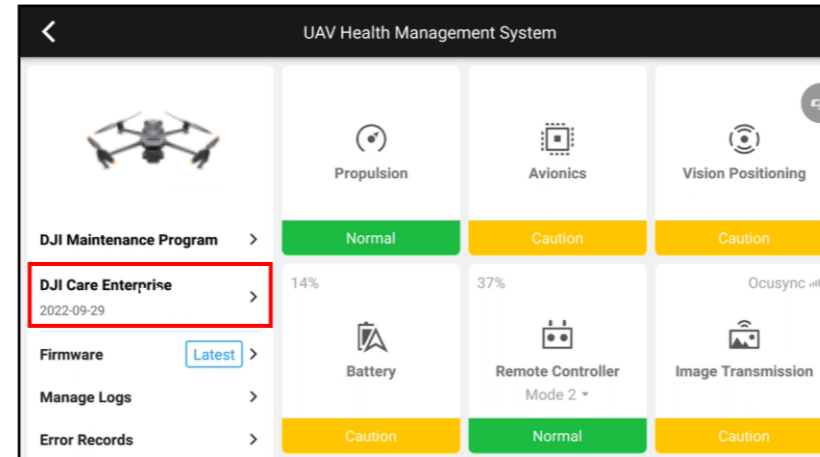 UAV Health Management System
DJI Maintenance Program
DJI Care Enterprise
2022-09-29
Firmware
Latest
Manage Logs
Error Records
Propulsion
Normal
Avionics
Caution
Vision Positioning
Caution
14%
Battery
Caution
37%
Remote Controller
Mode 2
Normal
Ocusync
Image Transmission
Caution